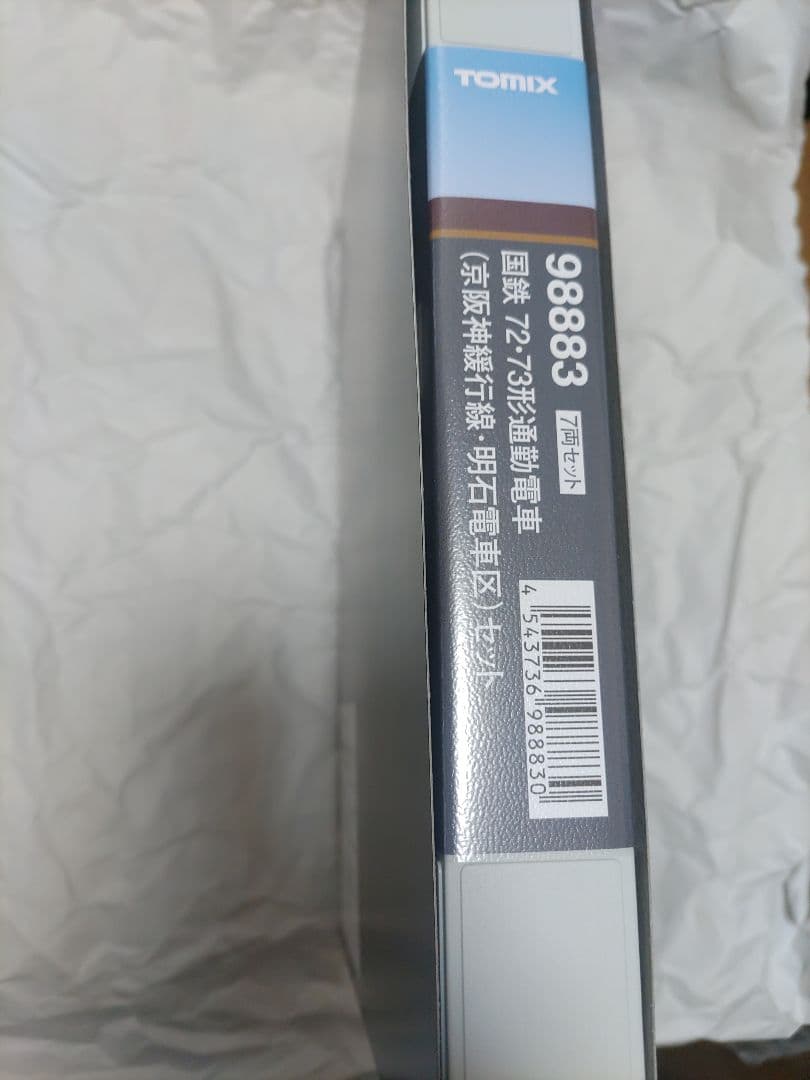 TOMIX
98883 7両セット
国鉄 72・73形通勤電車
(京阪神緩行線・明石電車区)セット
4 543736 988830